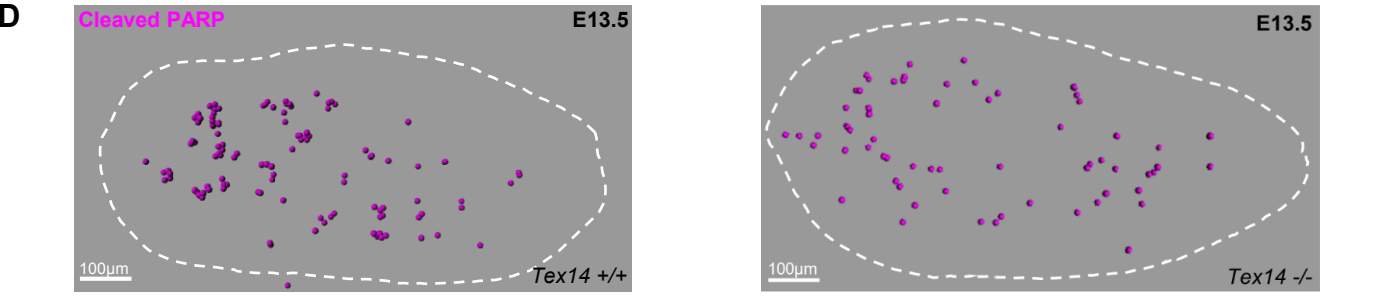 D
Cleaved PARP
E13.5
100µm
Tex14 +/+
E13.5
100µm
Tex14 -/-